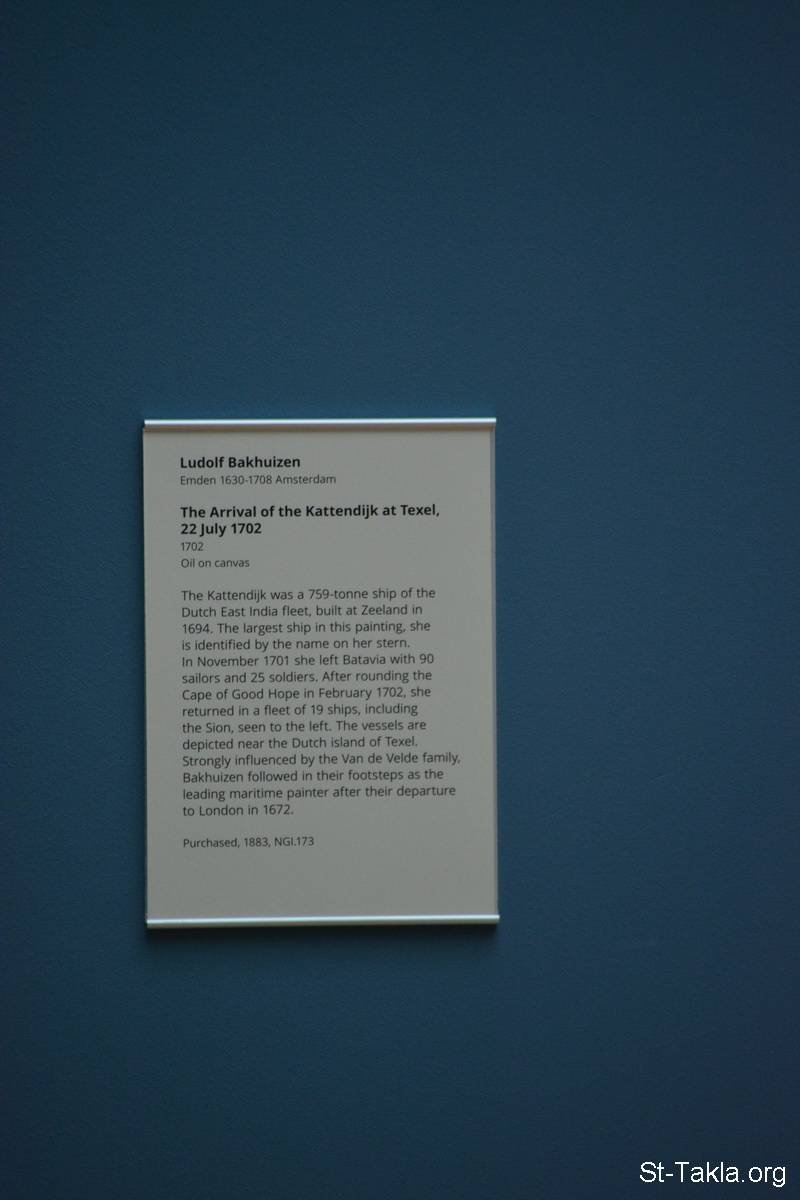 Ludolf Bakhuizen
Emden 1630-1708 Amsterdam
The Arrival of the Kattendijk at Texel,
22 July 1702
1702
Oil on canvas
The Kattendijk was a 759-tonne ship of the
Dutch East India fleet, built at Zeeland in
1694. The largest ship in this painting, she
is identified by the name on her stern.
In November 1701 she left Batavia with 90
sailors and 25 soldiers. After rounding the
Cape of Good Hope in February 1702, she
returned in a fleet of 19 ships, including
the Sion, seen to the left. The vessels are
depicted near the Dutch island of Texel.
Strongly influenced by the Van de Velde family,
Bakhuizen followed in their footsteps as the
leading maritime painter after their departure
to London in 1672.
Purchased, 1883, NGI.173
St-Takla.org